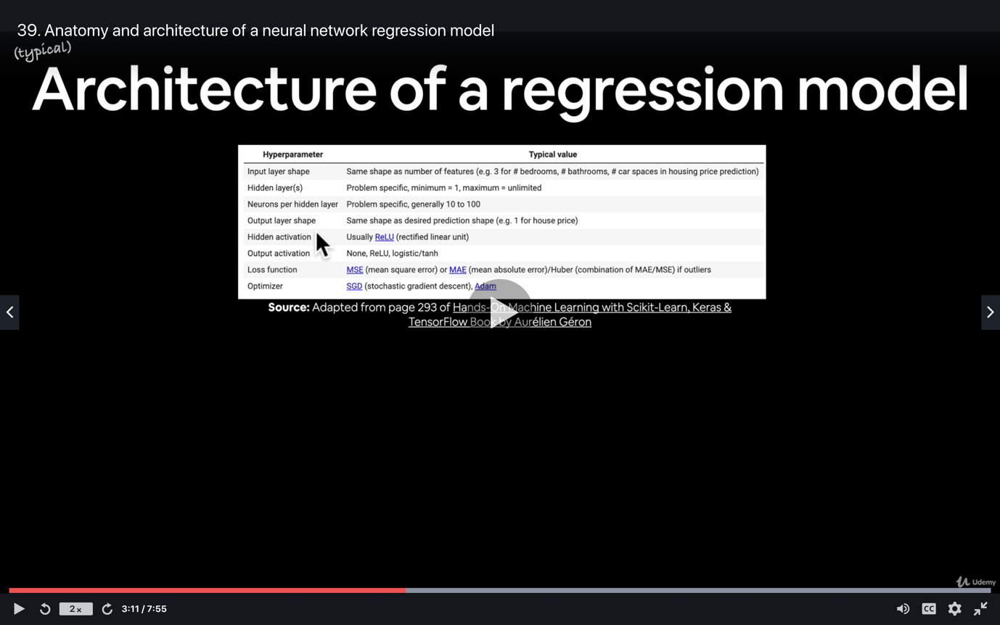 39. Anatomy and architecture of a neural network regression model
(typical)
Architecture of a regression model
Hyperparameter Typical value
Input layer shape Same shape as number of features (e.g. 3 for # bedrooms, # bathrooms, # car spaces in housing price prediction)
Hidden layer(s) Problem specific, minimum = 1, maximum = unlimited
Neurons per hidden layer Problem specific, generally 10 to 100
Output layer shape Same shape as desired prediction shape (e.g. 1 for house price)
Hidden activation Usually ReLU (rectified linear unit)
Output activation None, ReLU, logistic/tanh
Loss function MSE (mean square error) or MAE (mean absolute error)/Huber (combination of MAE/MSE) if outliers
Optimizer SGD (stochastic gradient descent), Adam
Source: Adapted from page 293 of Hands-On Machine Learning with Scikit-Learn, Keras &
TensorFlow Book by Aurélien Géron
Udemy
2x 3:11 / 7:55 CC